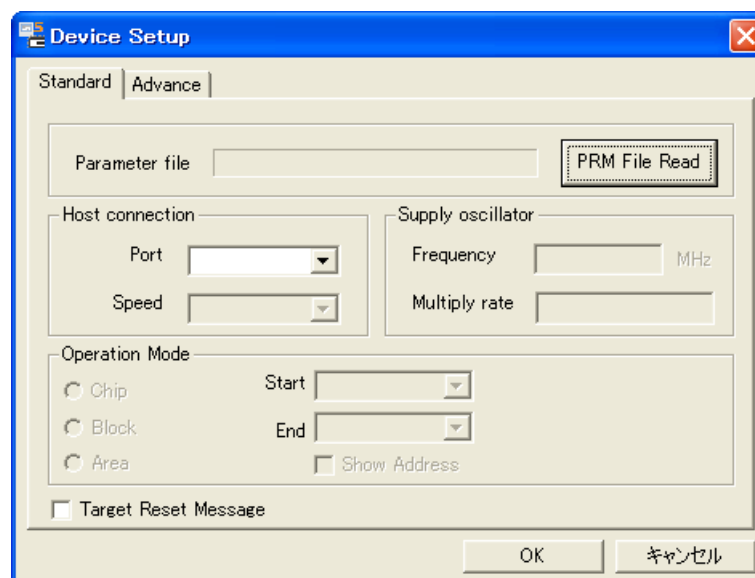 Device Setup
Standard
Advance
Parameter file
PRM File Read
Host connection
Port
Speed
Supply oscillator
Frequency
MHz
Multiply rate
Operation Mode
Chip
Block
Area
Start
End
Show Address
Target Reset Message
OK
キャンセル